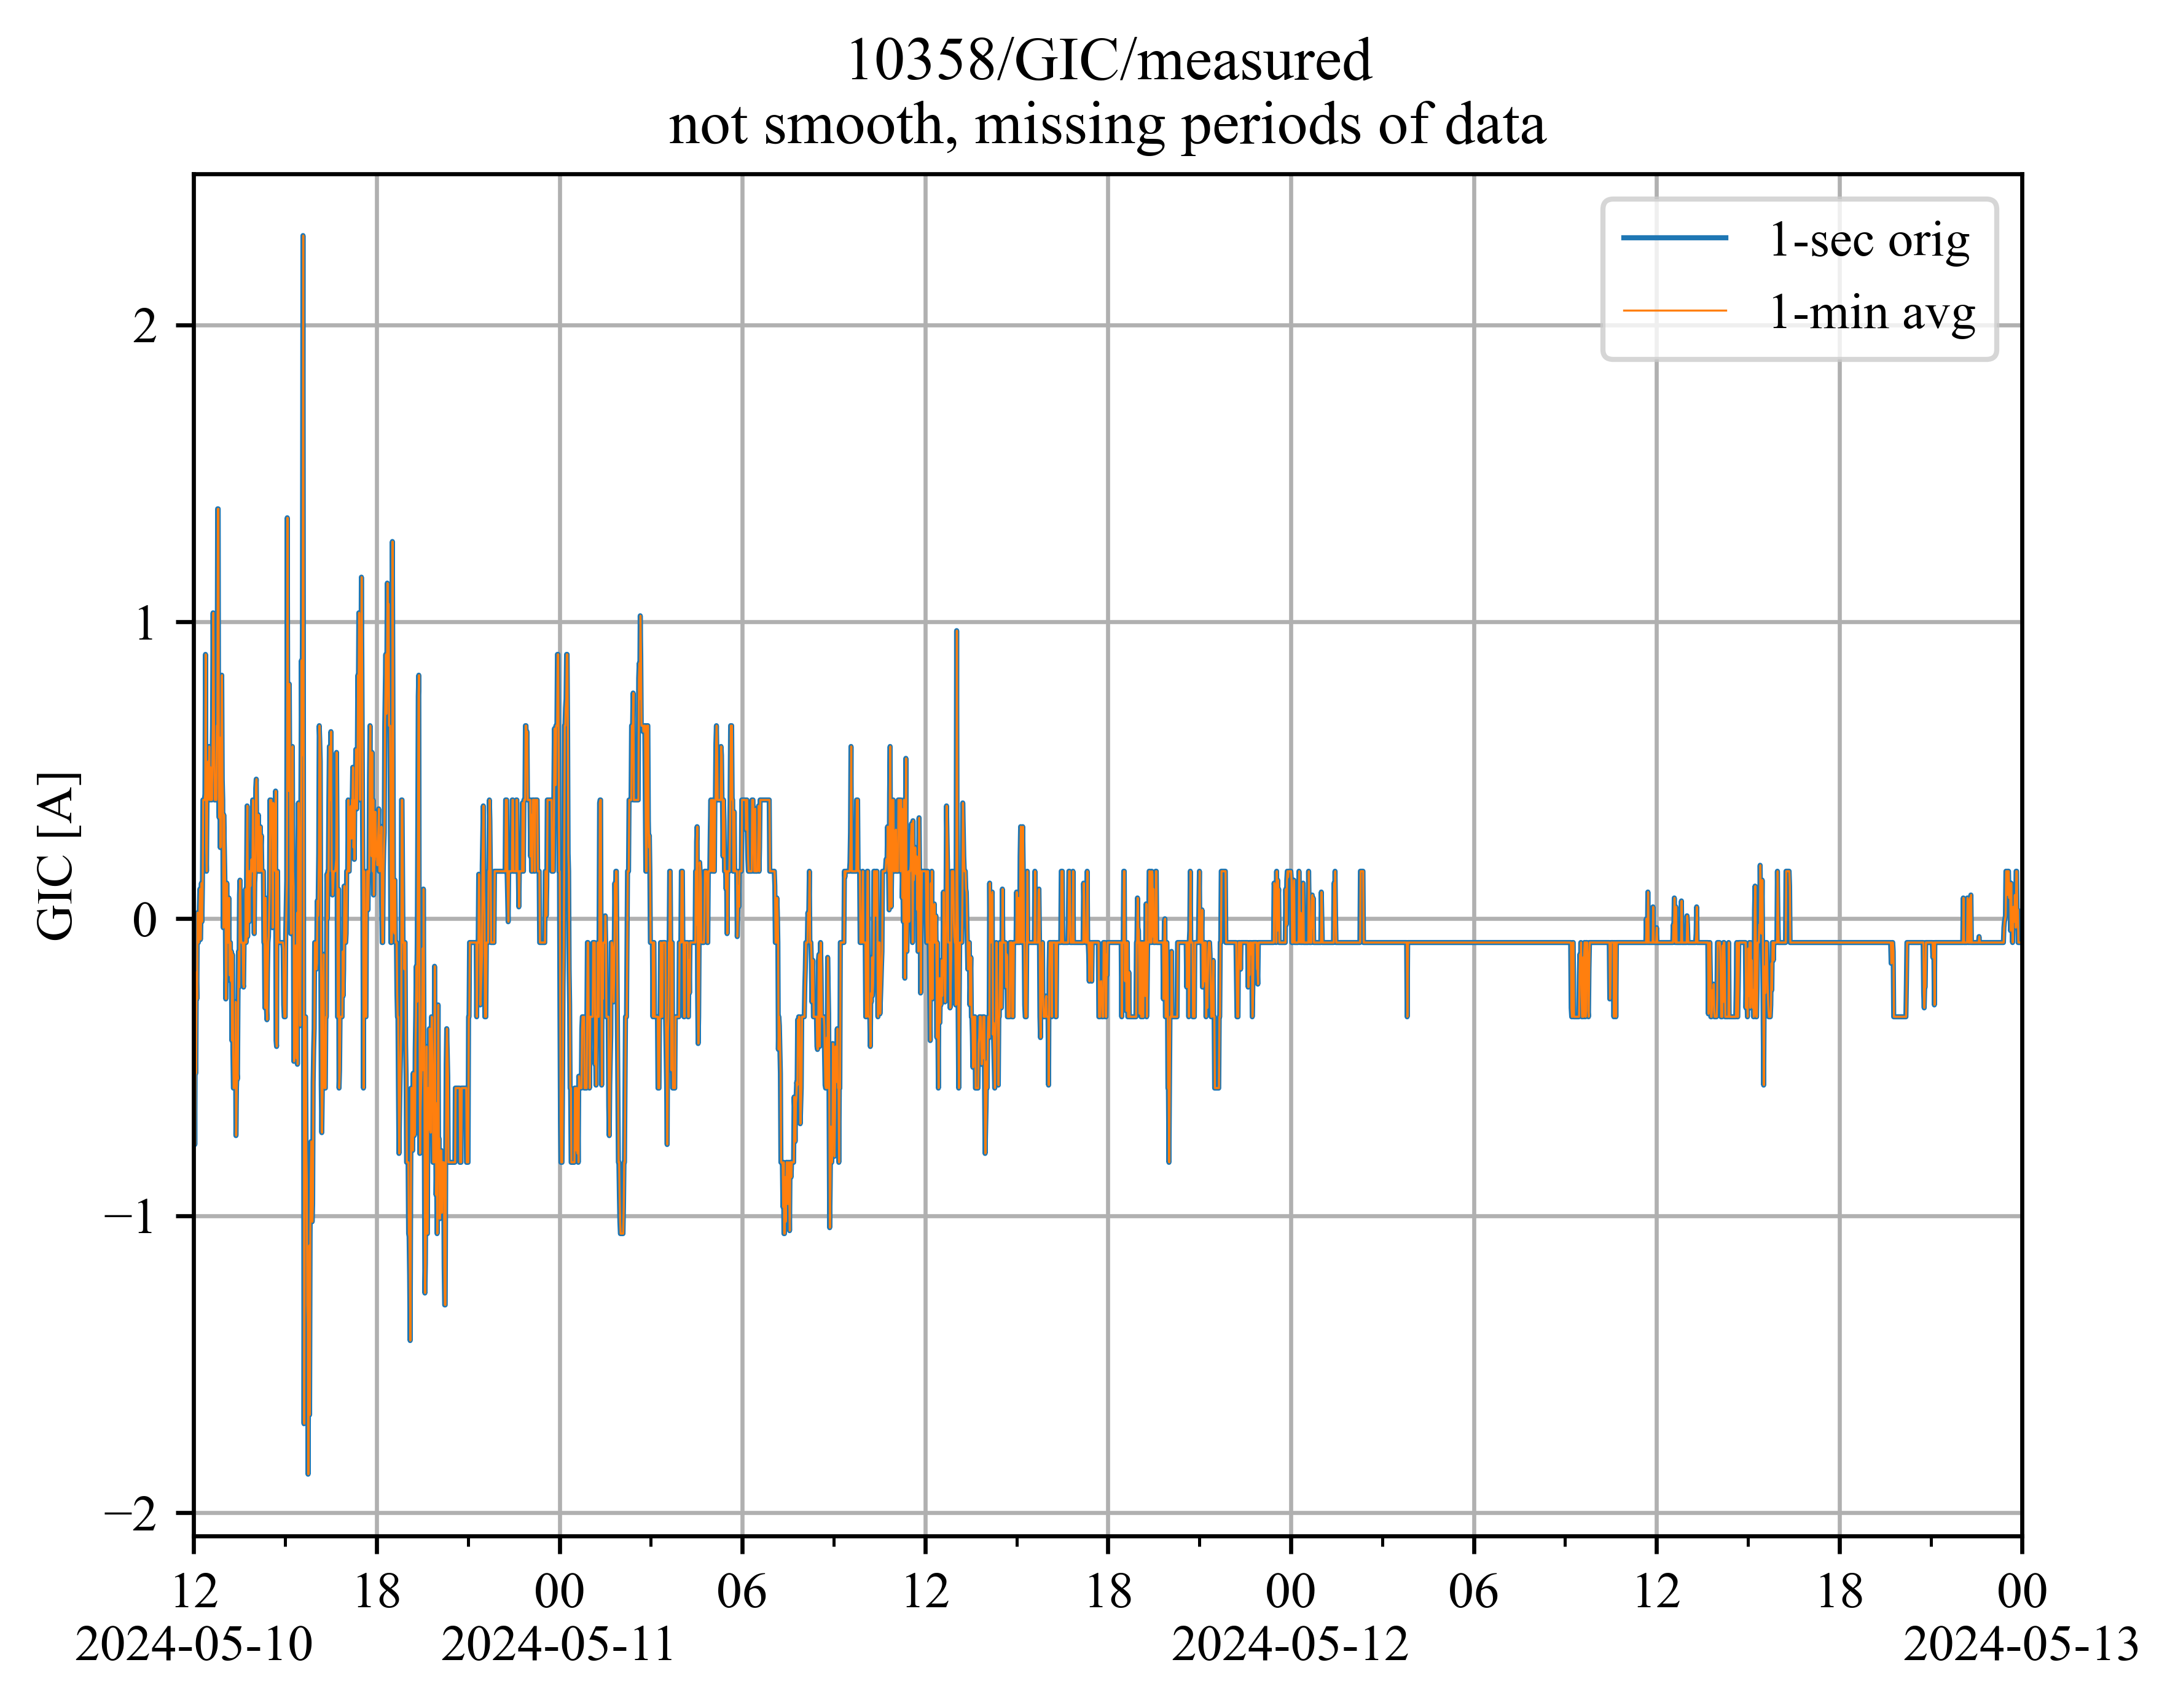 10358/GIC/measured
not smooth, missing periods of data
1-sec orig
1-min avg
GIC [A]
2
1
0
−1
−2
12 18 00 06 12 18 00 06 12 18 00
2024-05-10 2024-05-11 2024-05-12 2024-05-13